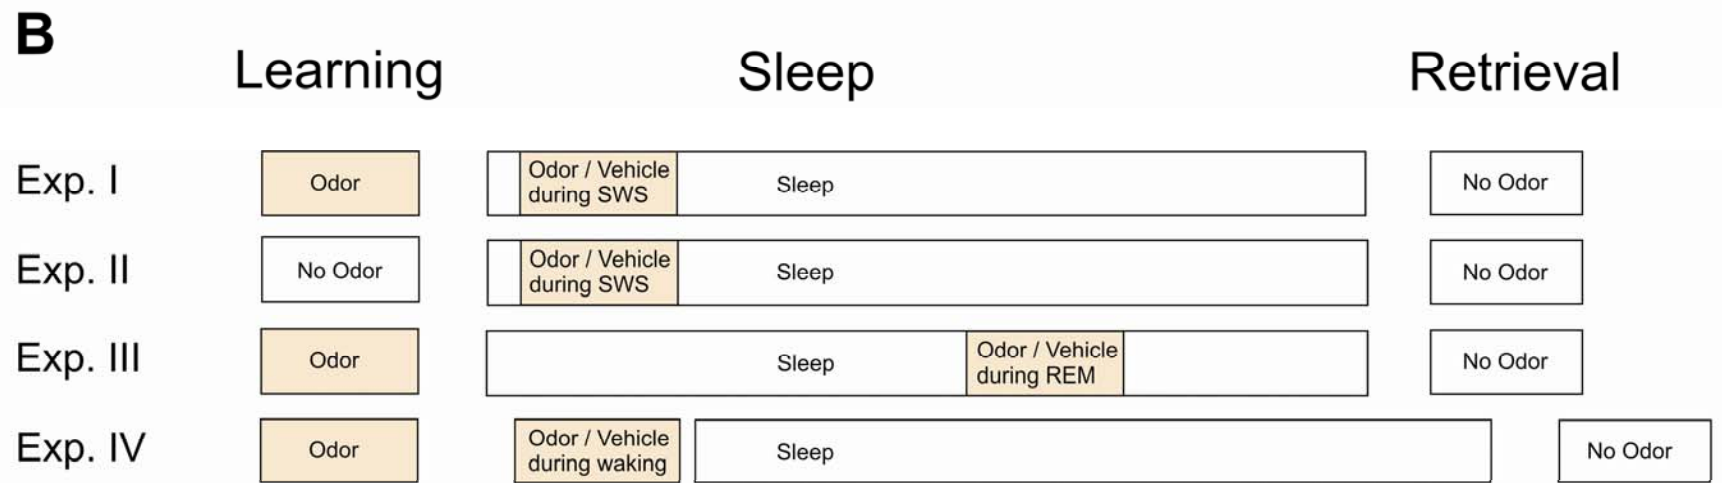 B
Learning Sleep Retrieval
Exp. I Odor Odor / Vehicle during SWS Sleep No Odor
Exp. II No Odor Odor / Vehicle during SWS Sleep No Odor
Exp. III Odor Sleep Odor / Vehicle during REM No Odor
Exp. IV Odor Odor / Vehicle during waking Sleep No Odor